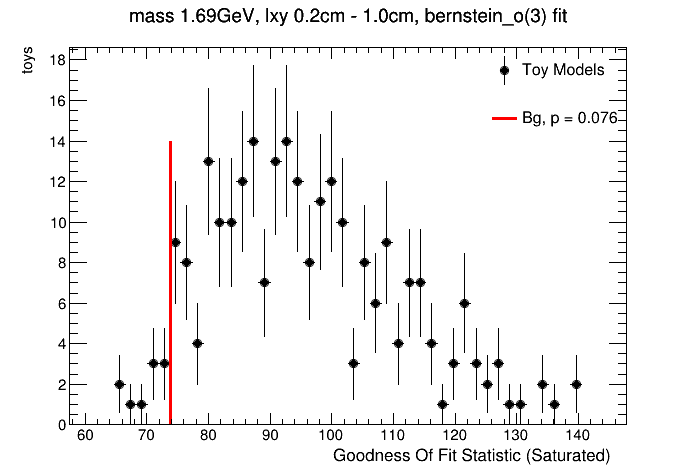 mass 1.69GeV, lxy 0.2cm - 1.0cm, bernstein_o(3) fit
toys
Toy Models
Bg, p = 0.076
18
16
14
12
10
8
6
4
2
0
60 70 80 90 100 110 120 130 140
Goodness Of Fit Statistic (Saturated)